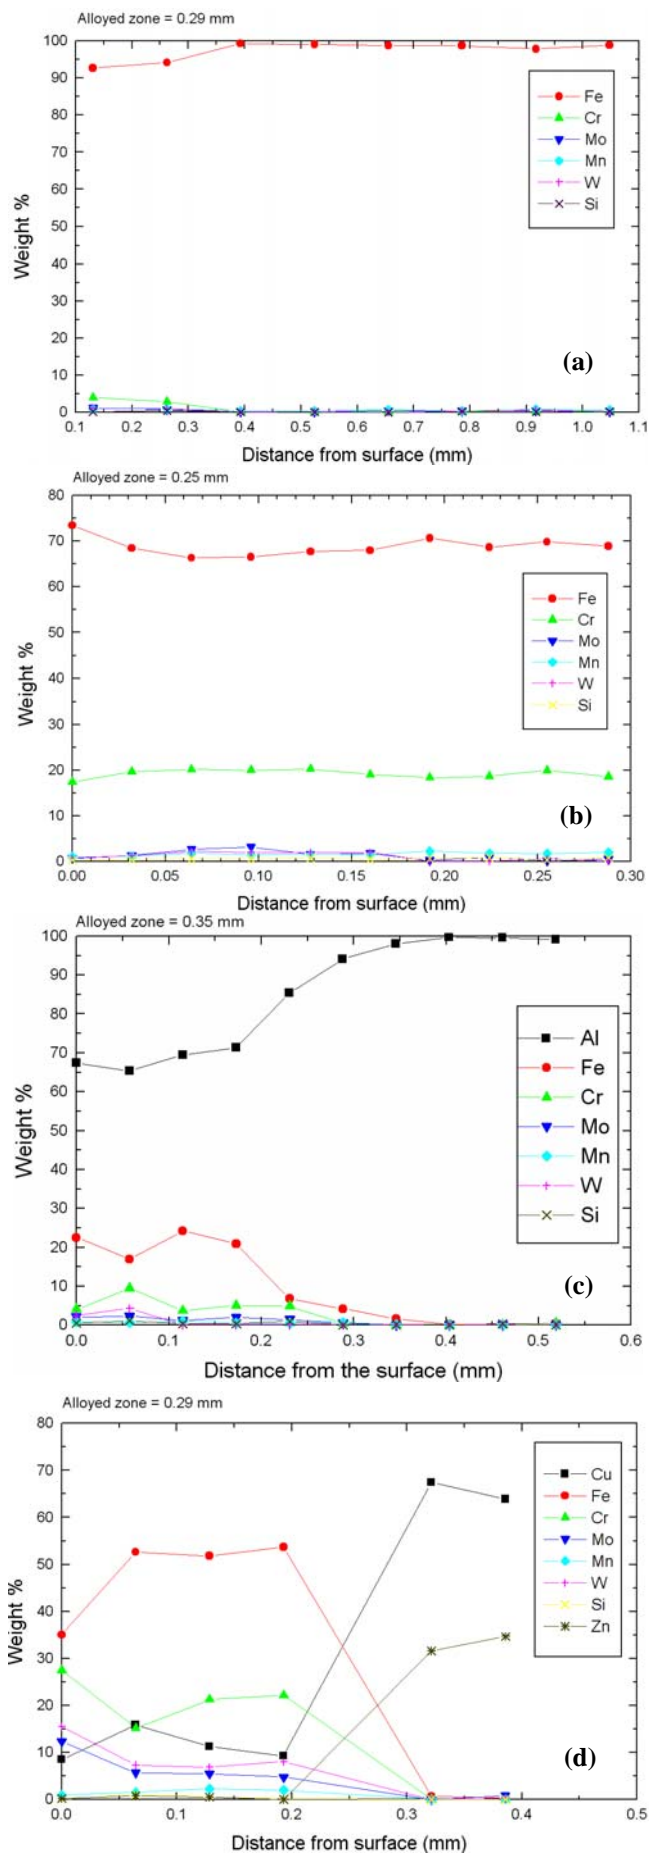 Alloyed zone = 0.29 mm
100
90
80
70
60
50
40
30
20
10
0
Weight %
Fe
Cr
Mo
Mn
W
Si
(a)
0.1 0.2 0.3 0.4 0.5 0.6 0.7 0.8 0.9 1.0 1.1
Distance from surface (mm)
Alloyed zone = 0.25 mm
80
70
60
50
40
30
20
10
0
Weight %
Fe
Cr
Mo
Mn
W
Si
(b)
0.00 0.05 0.10 0.15 0.20 0.25 0.30
Distance from surface (mm)
Alloyed zone = 0.35 mm
100
90
80
70
60
50
40
30
20
10
0
Weight %
Al
Fe
Cr
Mo
Mn
W
Si
(c)
0.0 0.1 0.2 0.3 0.4 0.5 0.6
Distance from the surface (mm)
Alloyed zone = 0.29 mm
80
70
60
50
40
30
20
10
0
Weight %
Cu
Fe
Cr
Mo
Mn
W
Si
Zn
(d)
0.0 0.1 0.2 0.3 0.4 0.5
Distance from surface (mm)